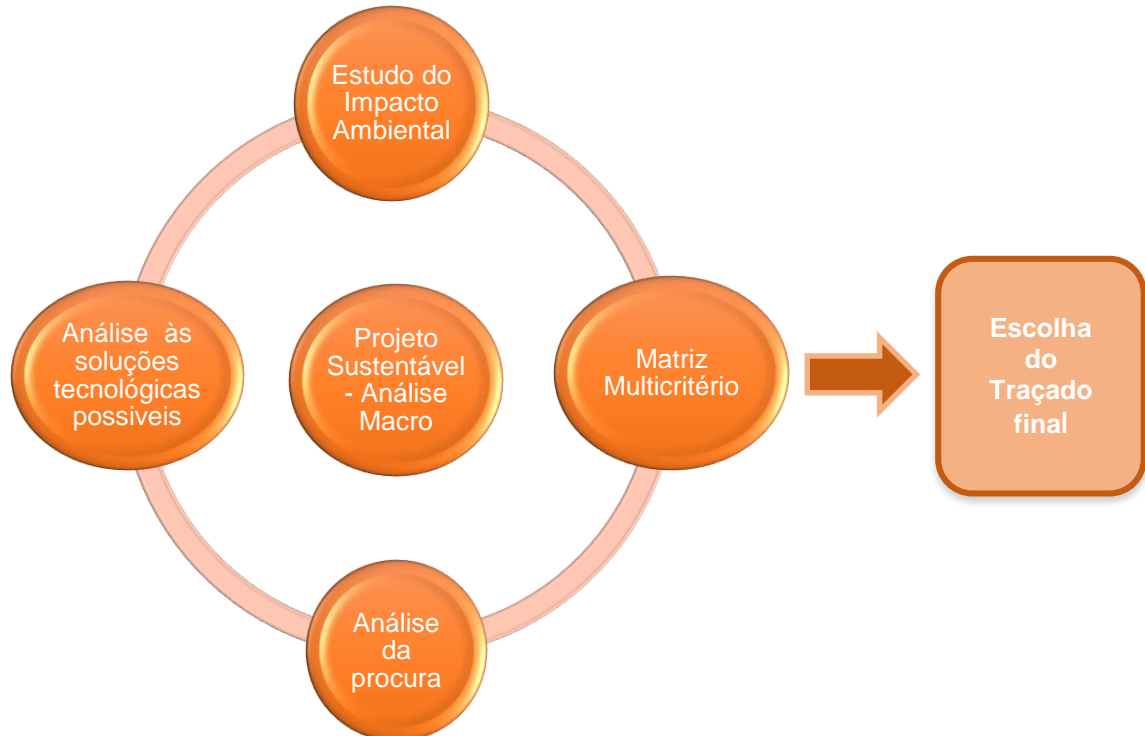 Estudo do
Impacto
Ambiental
Análise às
soluções
tecnológicas
possiveis
Projeto
Sustentável
- Análise
Macro
Matriz
Multicritério
Escolha
do
Traçado
final
Análise
da
procura